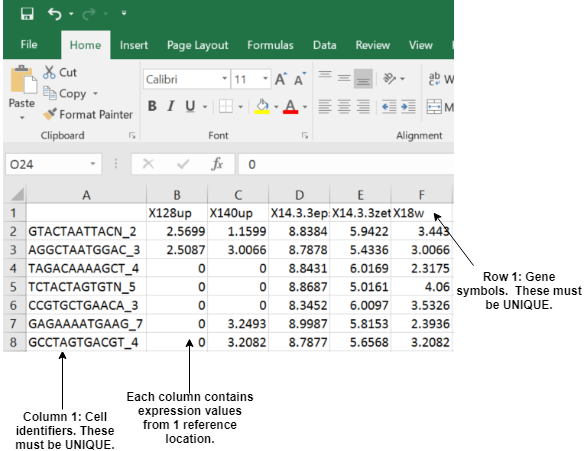 File Home Insert Page Layout Formulas Data Review View
Cut
Copy
Format Painter
Paste
Calibri 11 A A
B I U A
ab W
M
Clipboard Font Alignment
O24 fx 0
A B C D E F
1 X128up X140up X14.3.3ep X14.3.3zet X18w
2 GTACTAATTACN_2 2.5699 1.1599 8.8384 5.9422 3.443
3 AGGCTAATGGAC_3 2.5087 3.0066 8.7878 5.4336 3.0066
4 TAGACAAAAGCT_4 0 0 8.8431 6.0169 2.3175
5 TCTACTAGTGTN_5 0 0 8.8687 5.0161 4.06
6 CCGTGCTGAACA_3 0 0 8.3452 6.0097 3.5326
7 GAGAAAATGAAG_7 0 3.2493 8.9987 5.8153 2.3936
8 GCCTAGTGACGT_4 0 3.2082 8.7877 5.6568 3.2082
Row 1: Gene
symbols. These must
be UNIQUE.
Column 1: Cell
identifiers. These
must be UNIQUE.
Each column contains
expression values
from 1 reference
location.